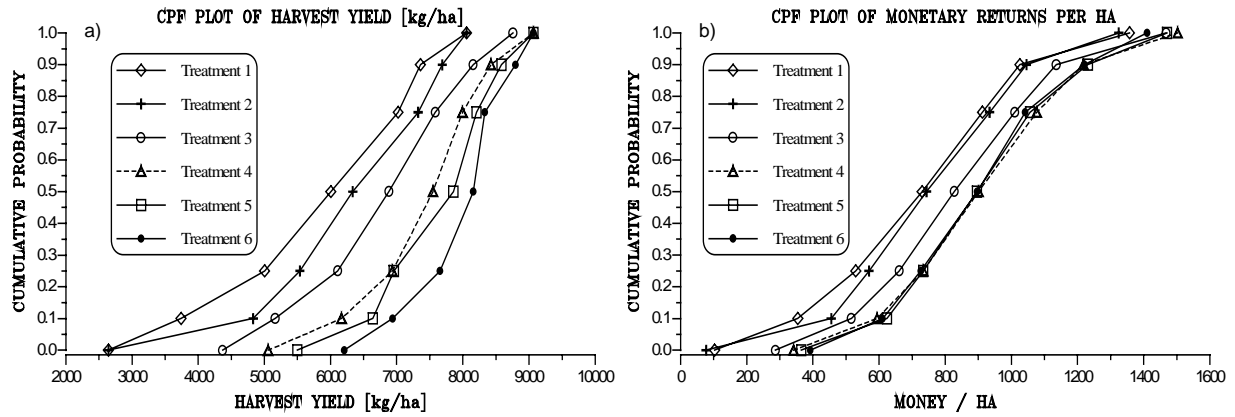 CPF PLOT OF HARVEST YIELD [kg/ha]
a)
CUMULATIVE PROBABILITY
1.0
0.9
0.8
0.7
0.6
0.5
0.4
0.3
0.2
0.1
0.0
Treatment 1
Treatment 2
Treatment 3
Treatment 4
Treatment 5
Treatment 6
2000 3000 4000 5000 6000 7000 8000 9000 10000
HARVEST YIELD [kg/ha]
CPF PLOT OF MONETARY RETURNS PER HA
b)
CUMULATIVE PROBABILITY
1.0
0.9
0.8
0.7
0.6
0.5
0.4
0.3
0.2
0.1
0.0
Treatment 1
Treatment 2
Treatment 3
Treatment 4
Treatment 5
Treatment 6
0 200 400 600 800 1000 1200 1400 1600
MONEY / HA